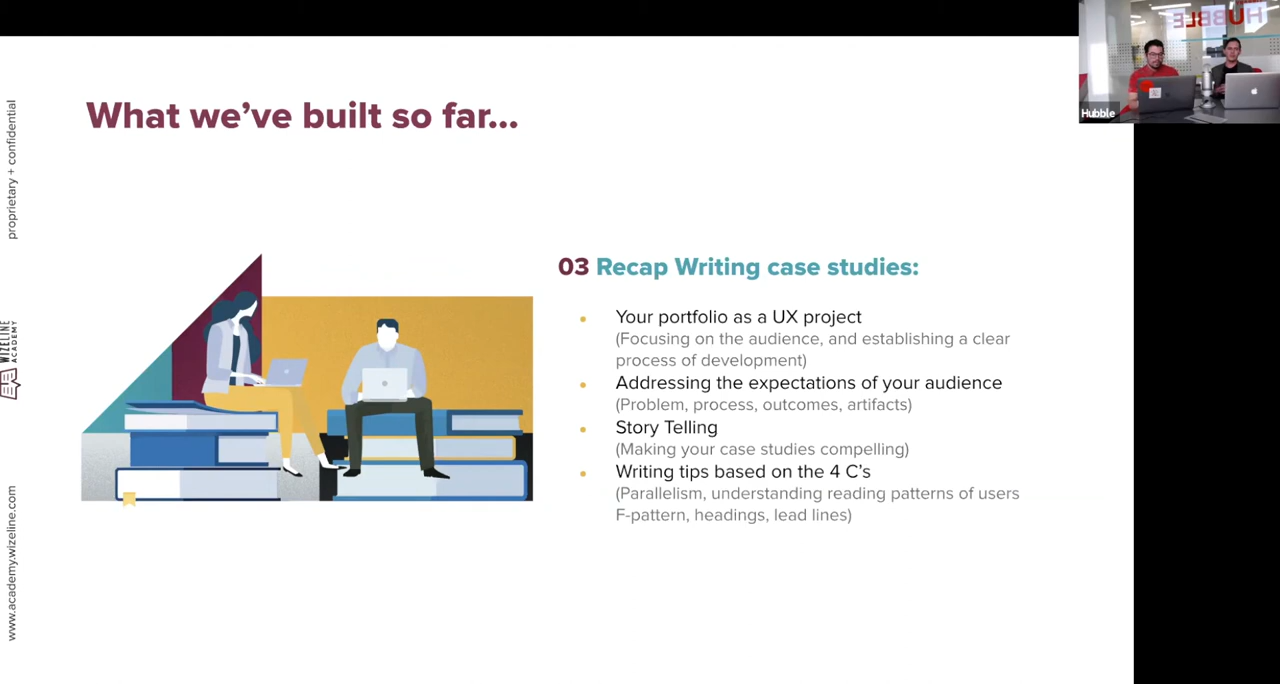 What we’ve built so far...
HUBBLE
Hubble
proprietary + confidential
WIZELINE
ACADEMY
www.academy.wizeline.com
03 Recap Writing case studies:
Your portfolio as a UX project
(Focusing on the audience, and establishing a clear
process of development)
Addressing the expectations of your audience
(Problem, process, outcomes, artifacts)
Story Telling
(Making your case studies compelling)
Writing tips based on the 4 C’s
(Parallelism, understanding reading patterns of users
F-pattern, headings, lead lines)